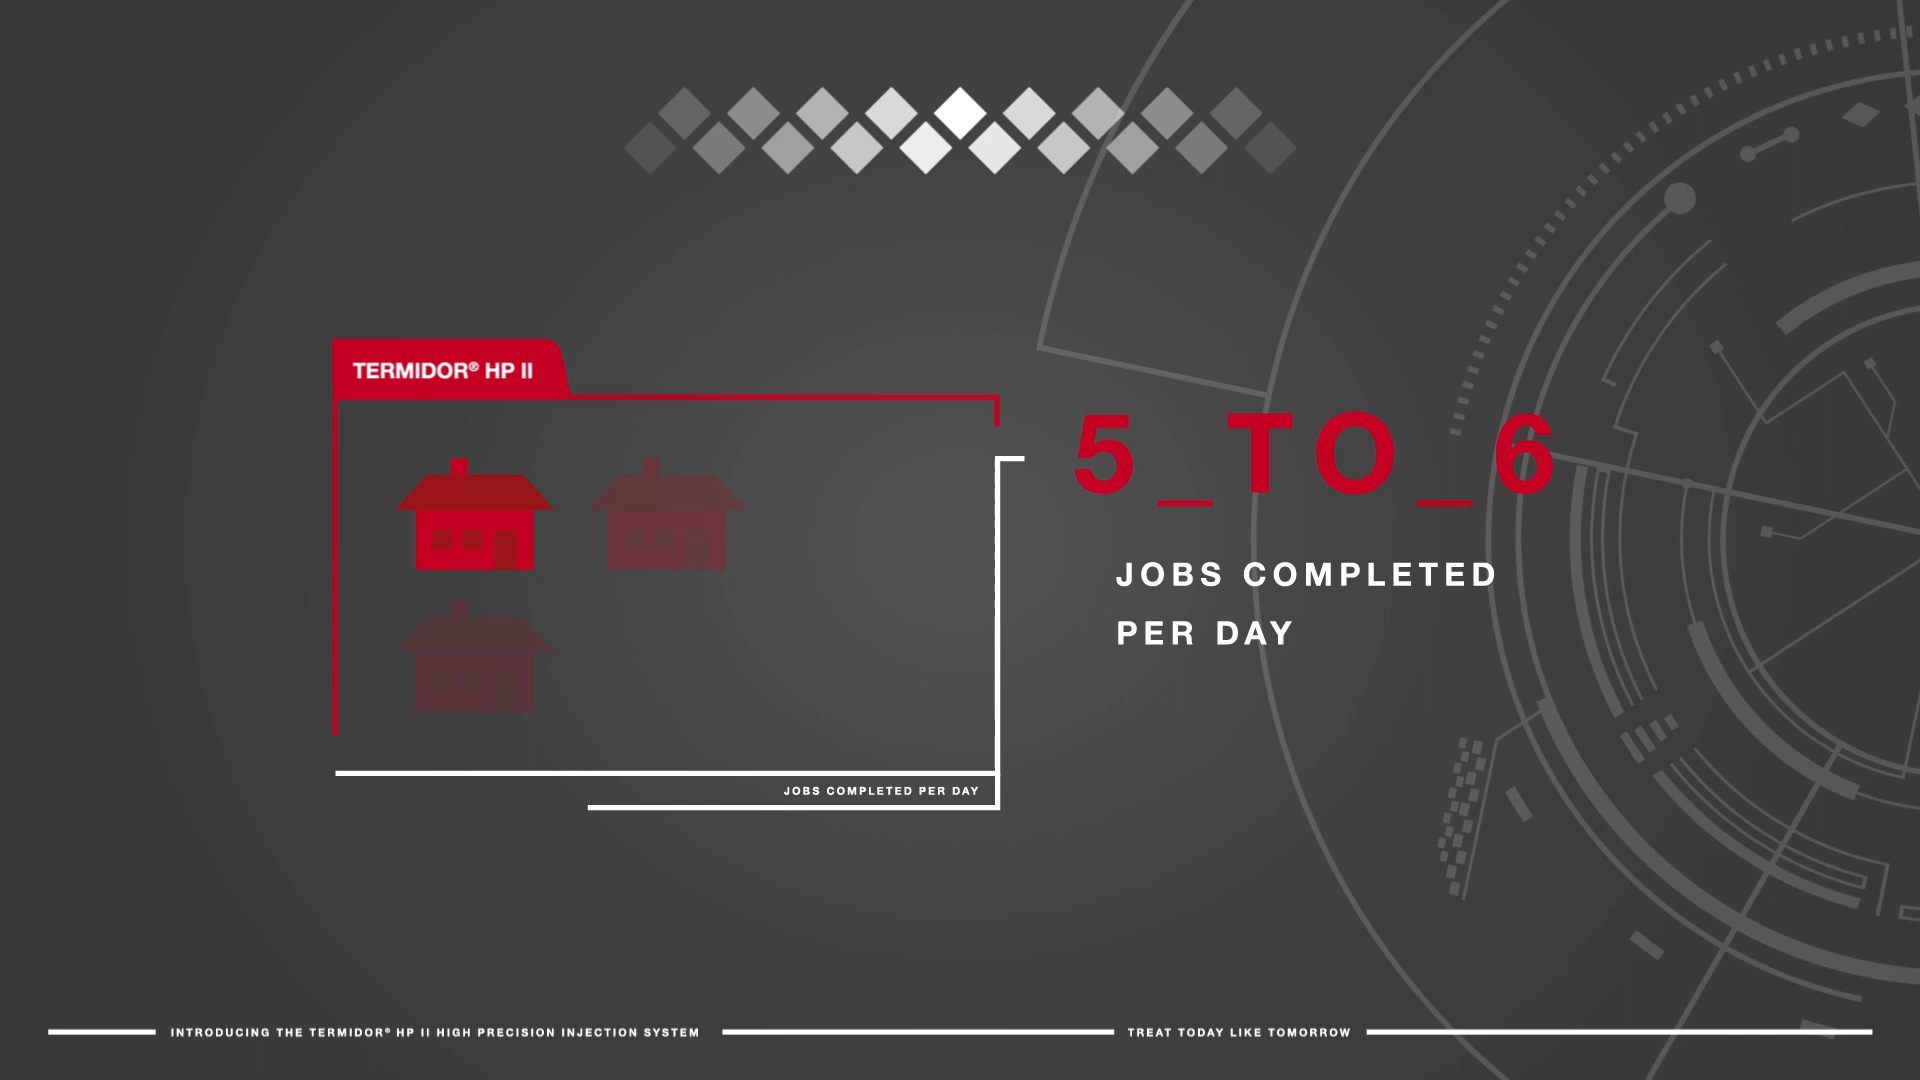 TERMIDOR® HP II
5_TO_6
JOBS COMPLETED
PER DAY
JOBS COMPLETED PER DAY
INTRODUCING THE TERMIDOR® HP II HIGH PRECISION INJECTION SYSTEM
TREAT TODAY LIKE TOMORROW